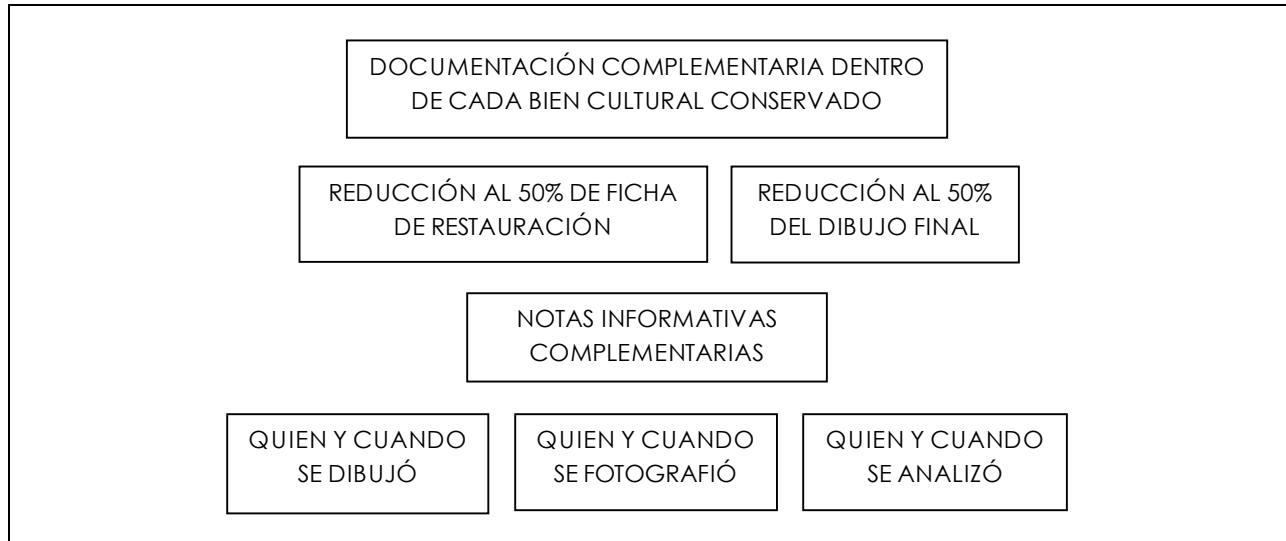 DOCUMENTACIÓN COMPLEMENTARIA DENTRO
DE CADA BIEN CULTURAL CONSERVADO
REDUCCIÓN AL 50% DE FICHA
DE RESTAURACIÓN
REDUCCIÓN AL 50%
DEL DIBUJO FINAL
NOTAS INFORMATIVAS
COMPLEMENTARIAS
QUIEN Y CUANDO
SE DIBUJÓ
QUIEN Y CUANDO
SE FOTOGRAFIÓ
QUIEN Y CUANDO
SE ANALIZÓ